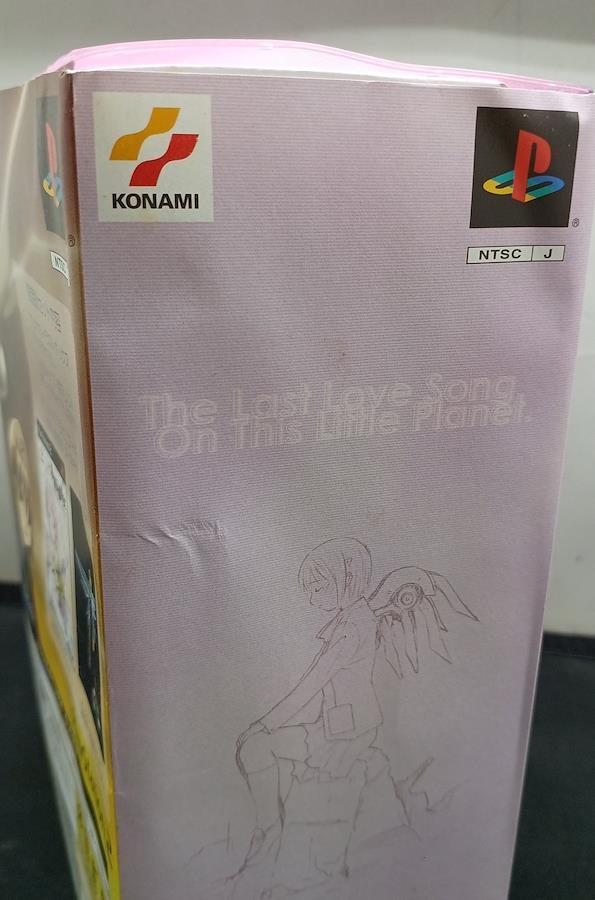 KONAMI
®
NTSC J
The Last Love Song
On This Little Planet.